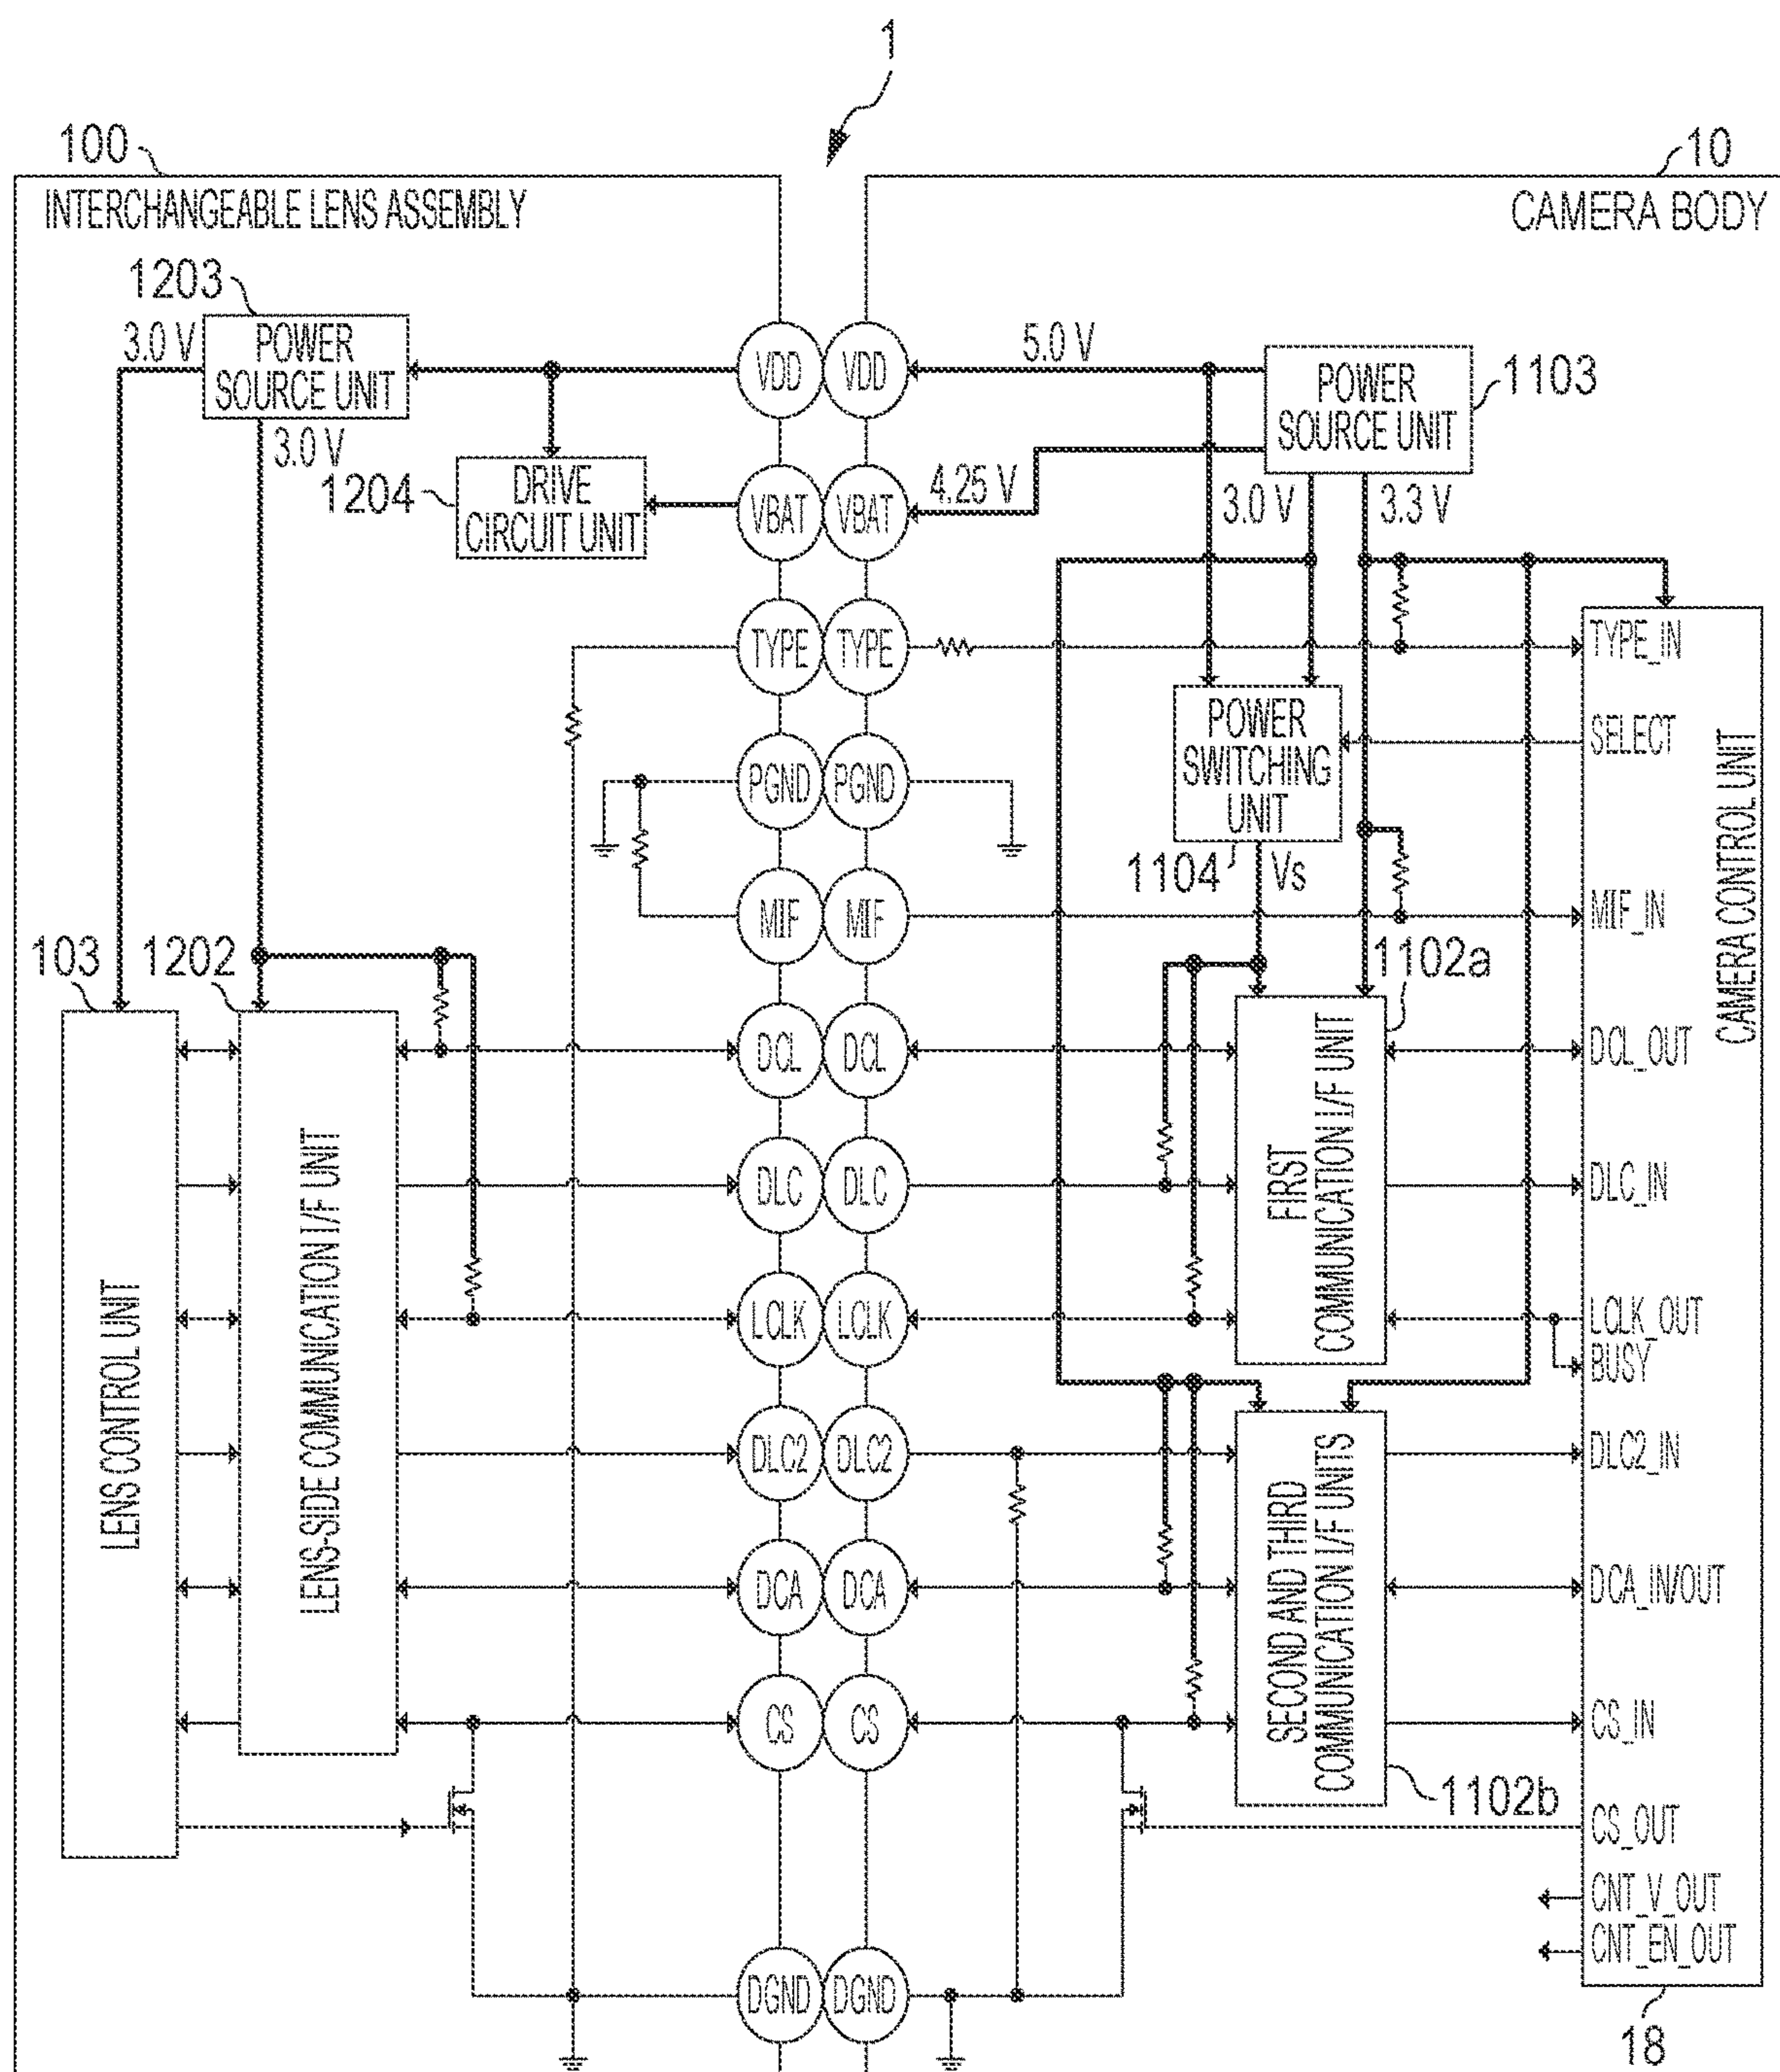 1
100
10
INTERCHANGEABLE LENS ASSEMBLY
CAMERA BODY
1203
3.0 V
POWER
SOURCE UNIT
3.0 V
1204
DRIVE
CIRCUIT UNIT
VDD
VDD
5.0 V
POWER
SOURCE UNIT
1103
VBAT
VBAT
4.25 V
3.0 V
3.3 V
TYPE
TYPE
TYPE_IN
POWER
SWITCHING
UNIT
SELECT
PGND
PGND
1104
Vs
MIF
MIF
MIF_IN
CAMERA CONTROL UNIT
103
1202
1102a
DCL
DCL
DCL_OUT
LENS CONTROL UNIT
LENS-SIDE COMMUNICATION I/F UNIT
FIRST
COMMUNICATION I/F UNIT
DLC
DLC
DLC_IN
LCLK
LCLK
LCLK_OUT
BUSY
DLC2
DLC2
DLC2_IN
SECOND AND THIRD
COMMUNICATION I/F UNITS
DCA
DCA
DCA_IN/OUT
CS
CS
CS_IN
1102b
CS_OUT
CNT_V_OUT
CNT_EN_OUT
DGND
DGND
18